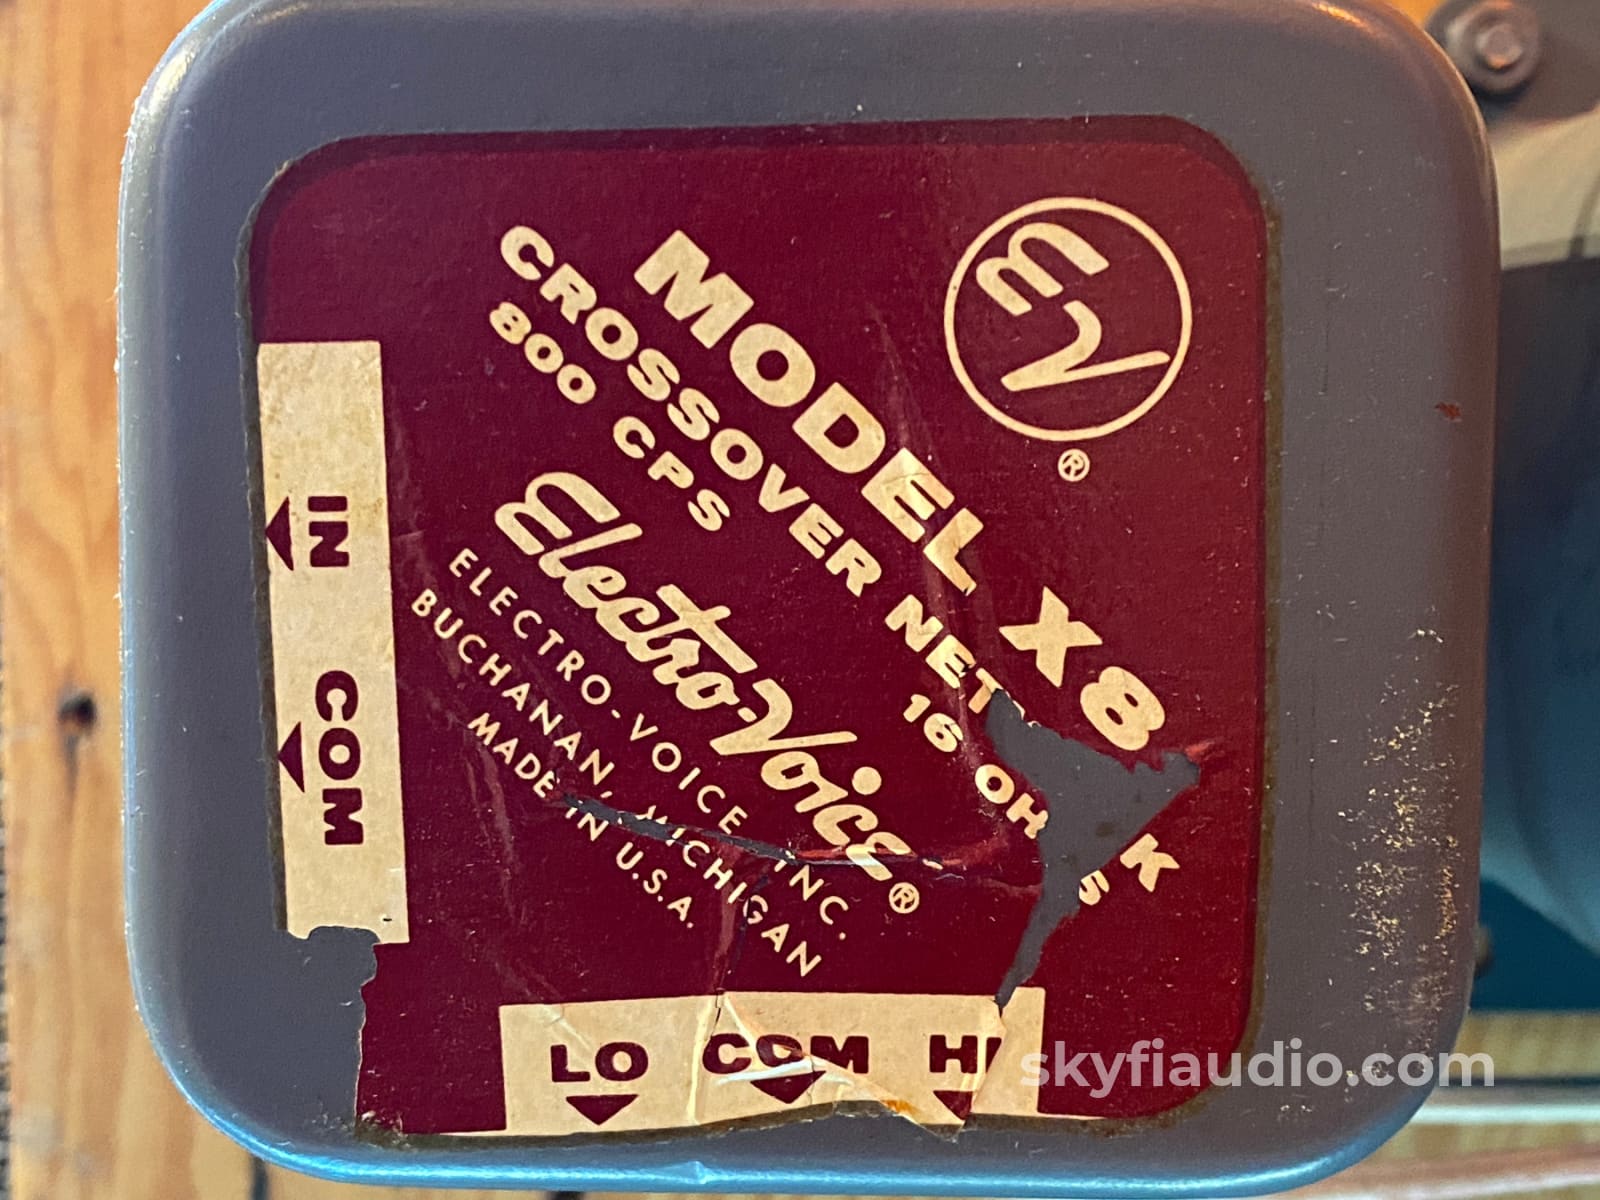 EV
®
MODEL X8
CROSSOVER NET K
800 CPS 16 OH S
Electro-Voice®
ELECTRO-VOICE, INC.
BUCHANAN, MICHIGAN
MADE IN U.S.A.
IN
COM
LO COM HI
skyfiaudio.com